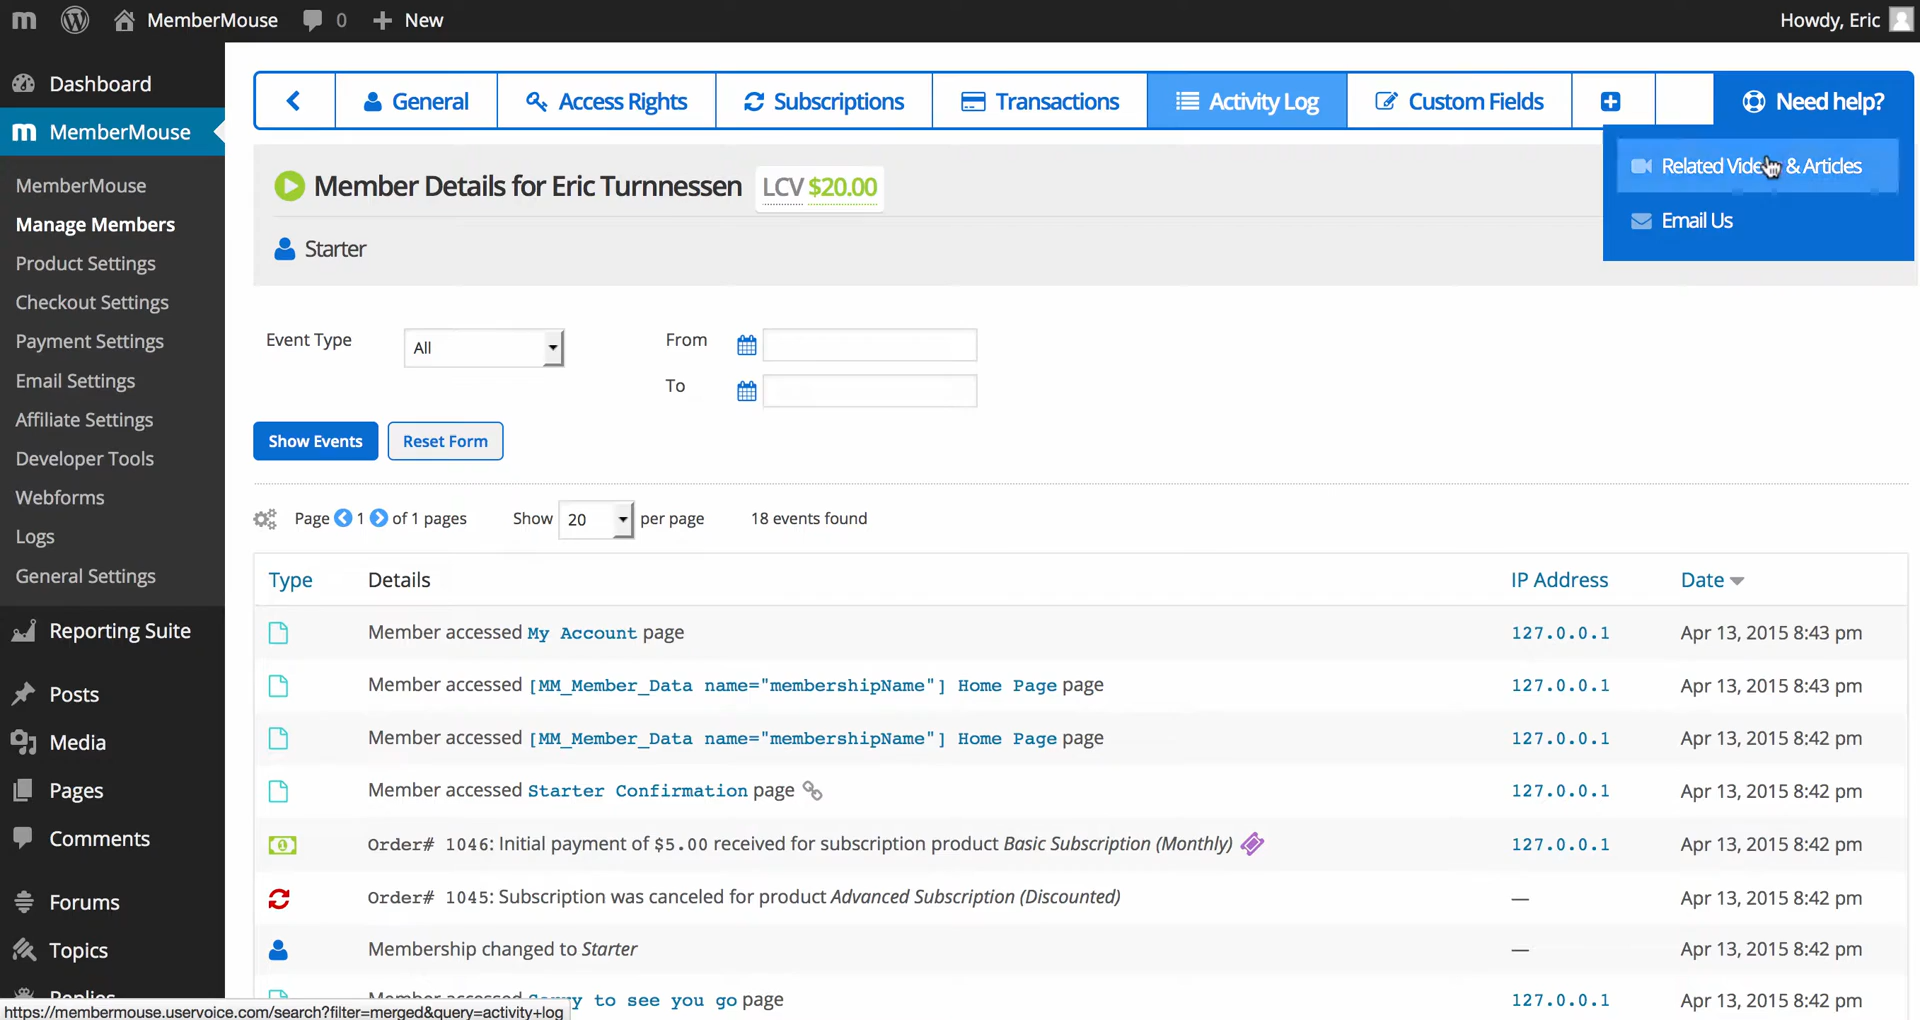 MemberMouse 0 New Howdy, Eric
Dashboard
MemberMouse
MemberMouse
Manage Members
Product Settings
Checkout Settings
Payment Settings
Email Settings
Affiliate Settings
Developer Tools
Webforms
Logs
General Settings
Reporting Suite
Posts
Media
Pages
Comments
Forums
Topics
Replies
General Access Rights Subscriptions Transactions Activity Log Custom Fields Need help?
Related Videos & Articles
Email Us
Member Details for Eric Turnnessen LCV $20.00
Starter
Event Type All From
To
Show Events Reset Form
Page 1 of 1 pages Show 20 per page 18 events found
Type Details IP Address Date
Member accessed My Account page 127.0.0.1 Apr 13, 2015 8:43 pm
Member accessed [MM_Member_Data name="membershipName"] Home Page page 127.0.0.1 Apr 13, 2015 8:43 pm
Member accessed [MM_Member_Data name="membershipName"] Home Page page 127.0.0.1 Apr 13, 2015 8:42 pm
Member accessed Starter Confirmation page 127.0.0.1 Apr 13, 2015 8:42 pm
Order# 1046: Initial payment of $5.00 received for subscription product Basic Subscription (Monthly) 127.0.0.1 Apr 13, 2015 8:42 pm
Order# 1045: Subscription was canceled for product Advanced Subscription (Discounted) — Apr 13, 2015 8:42 pm
Membership changed to Starter — Apr 13, 2015 8:42 pm
Member accessed Sorry to see you go page 127.0.0.1 Apr 13, 2015 8:42 pm
https://membermouse.uservoice.com/search?filter=merged&query=activity+log